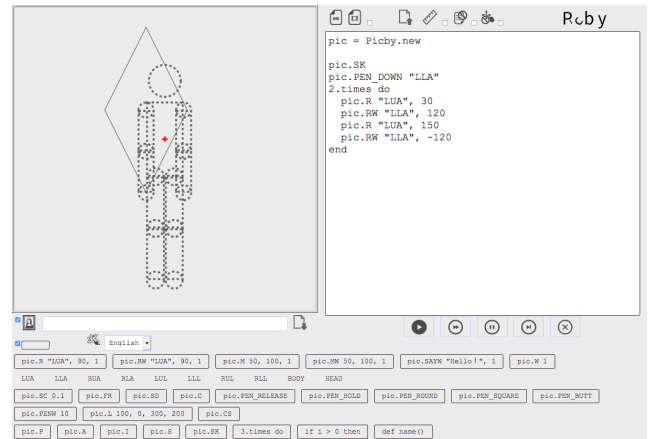 Roby
pic = Picby.new
pic.SK
pic.PEN_DOWN "LLA"
2.times do
pic.R "LUA", 30
pic.RW "LLA", 120
pic.R "LUA", 150
pic.RW "LLA", -120
end
English
pic.R "LUA", 90, 1 pic.RW "LUA", 90, 1 pic.M 50, 100, 1 pic.MW 50, 100, 1 pic.SAYW "Hello!", 1 pic.W 1
LUA LLA RUA RLA LUL LLL RUL RLL BODY HEAD
pic.SC 0.1 pic.FR pic.SD pic.C pic.PEN_RELEASE pic.PEN_HOLD pic.PEN_ROUND pic.PEN_SQUARE pic.PEN_BUTT
pic.PENW 10 pic.L 100, 0, 300, 200 pic.CS
pic.P pic.A pic.I pic.S pic.SK 3.times do if i > 0 then def name()